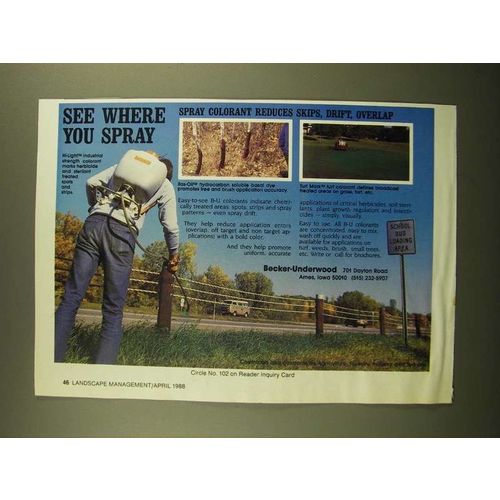 SEE WHERE
YOU SPRAY
SPRAY COLORANT REDUCES SKIPS, DRIFT, OVERLAP
Hi-Light™ industrial
strength colorant
marks herbicide
and sterilant
treated
spots
and
strips.
Bas-Oil™ hydrocarbon soluble basal dye
promotes tree and brush application accuracy.
Turf Mark™ turf colorant defines broadcast
treated areas on golf, turf, etc.
Easy-to-see B-U colorants indicate chemi-
cally treated areas, spots, strips and spray
patterns — even spray drift.
They help reduce application errors
(overlap, off target and non target ap-
plications) with a bold color.
And they help promote
uniform, accurate
applications of critical herbicides, soil steri-
lants, plant growth regulators and insecti-
cides — simply, visually.
Easy to use. All B-U colorants
are concentrated, easy to mix,
wash off quickly and are
available for applications on
turf, weeds, brush, small trees,
etc. Write or call for brochures.
Becker-Underwood 701 Dayton Road
Ames, Iowa 50010 (515) 232-5907
SCHOOL
BUS
LOADING
AREA
Circle No. 102 on Reader Inquiry Card
46 LANDSCAPE MANAGEMENT/APRIL 1988